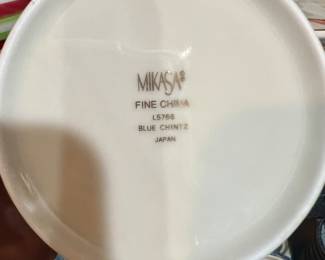 MIKASA®
FINE CHINA
L5766
BLUE CHINTZ
JAPAN